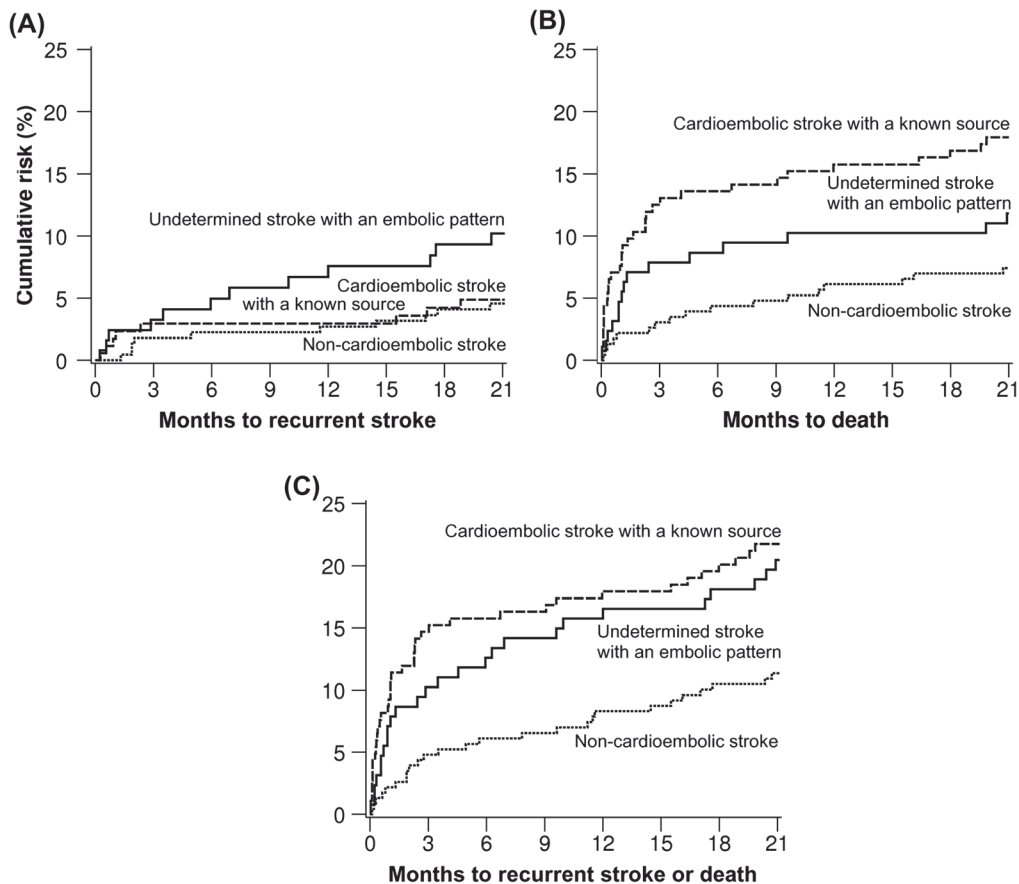 (A)
25
20
15
10
5
0
Cumulative risk (%)
Undetermined stroke with an embolic pattern
Cardioembolic stroke
with a known source
Non-cardioembolic stroke
0 3 6 9 12 15 18 21
Months to recurrent stroke
(B)
25
20
15
10
5
0
Cardioembolic stroke with a known source
Undetermined stroke
with an embolic pattern
Non-cardioembolic stroke
0 3 6 9 12 15 18 21
Months to death
(C)
25
20
15
10
5
0
Cardioembolic stroke with a known source
Undetermined stroke
with an embolic pattern
Non-cardioembolic stroke
0 3 6 9 12 15 18 21
Months to recurrent stroke or death